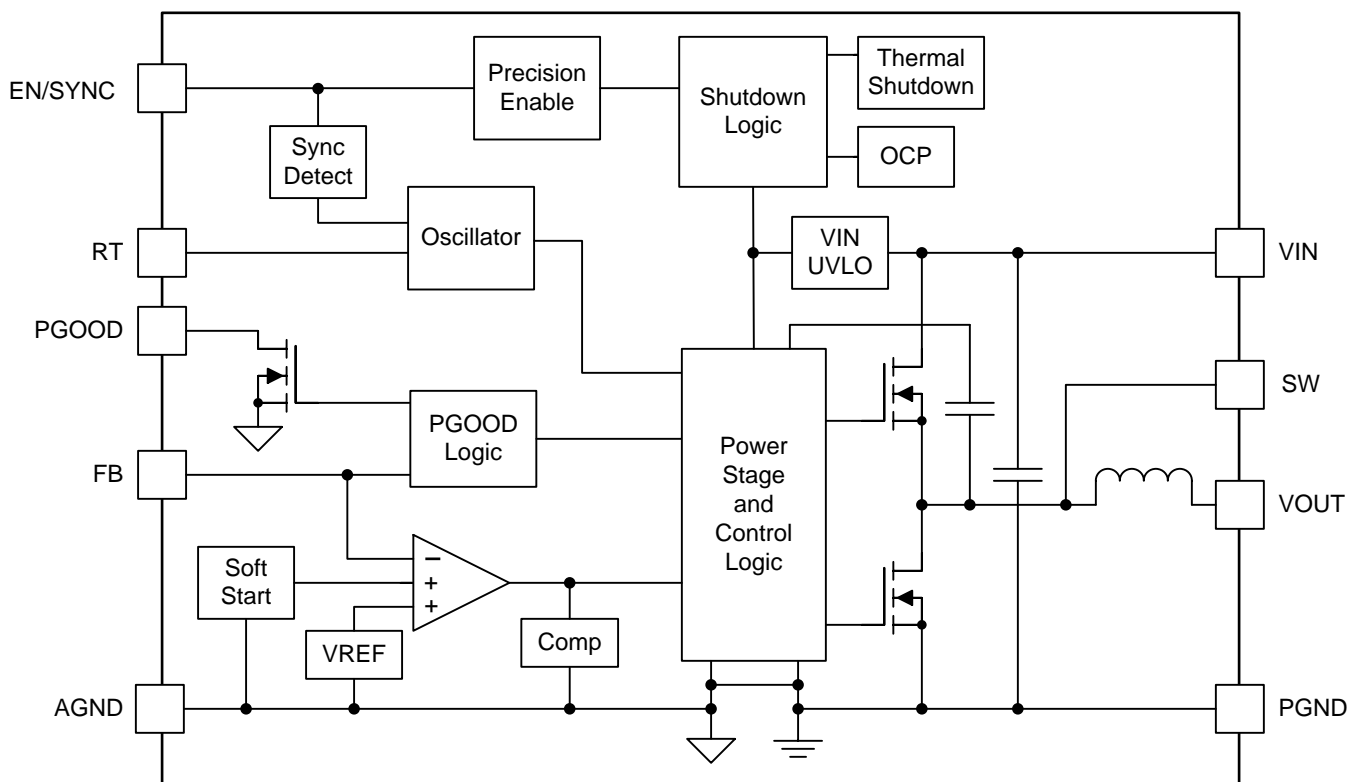 EN/SYNC
Precision
Enable
Shutdown
Logic
Thermal
Shutdown
OCP
Sync
Detect
RT
Oscillator
VIN
UVLO
VIN
PGOOD
SW
PGOOD
Logic
FB
Power
Stage
and
Control
Logic
VOUT
Soft
Start
−
+
+
VREF
Comp
AGND
PGND